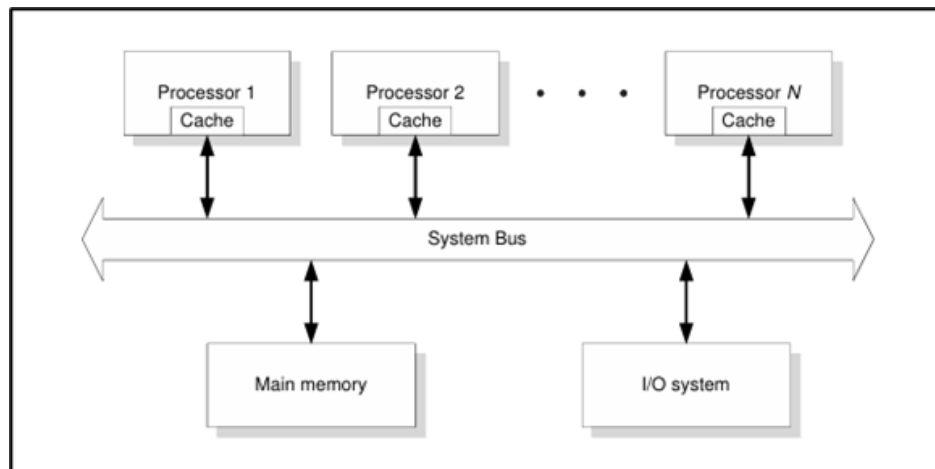 Processor 1
Cache
Processor 2
Cache
Processor N
Cache
System Bus
Main memory
I/O system